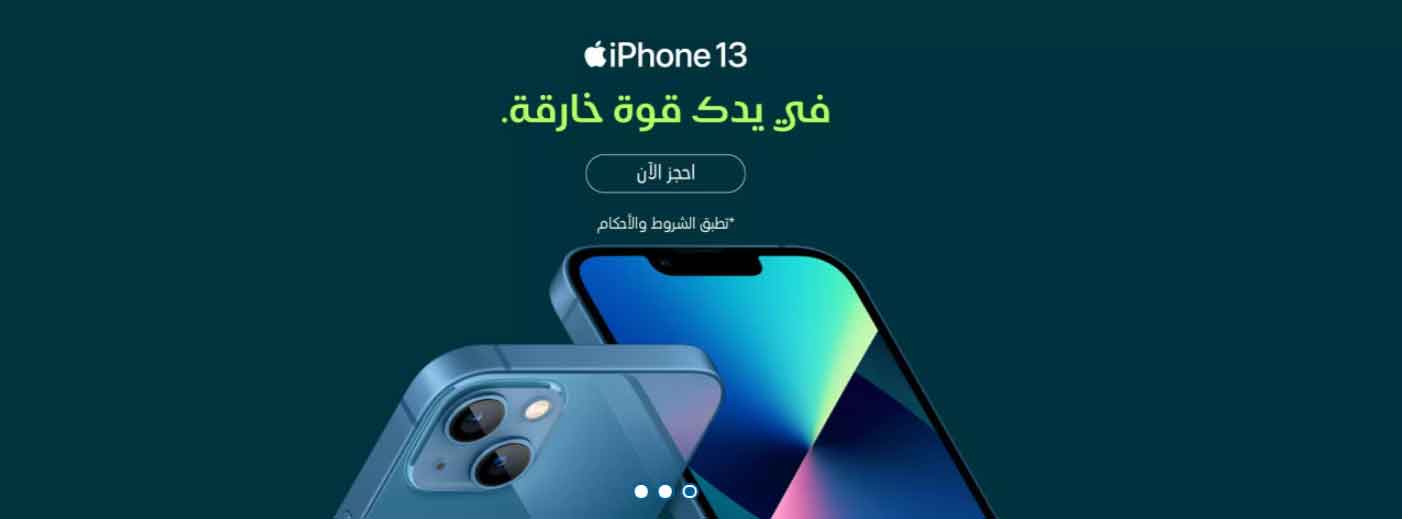 iPhone 13
في يدك قوة خارقة.
احجز الآن
*تطبق الشروط والأحكام